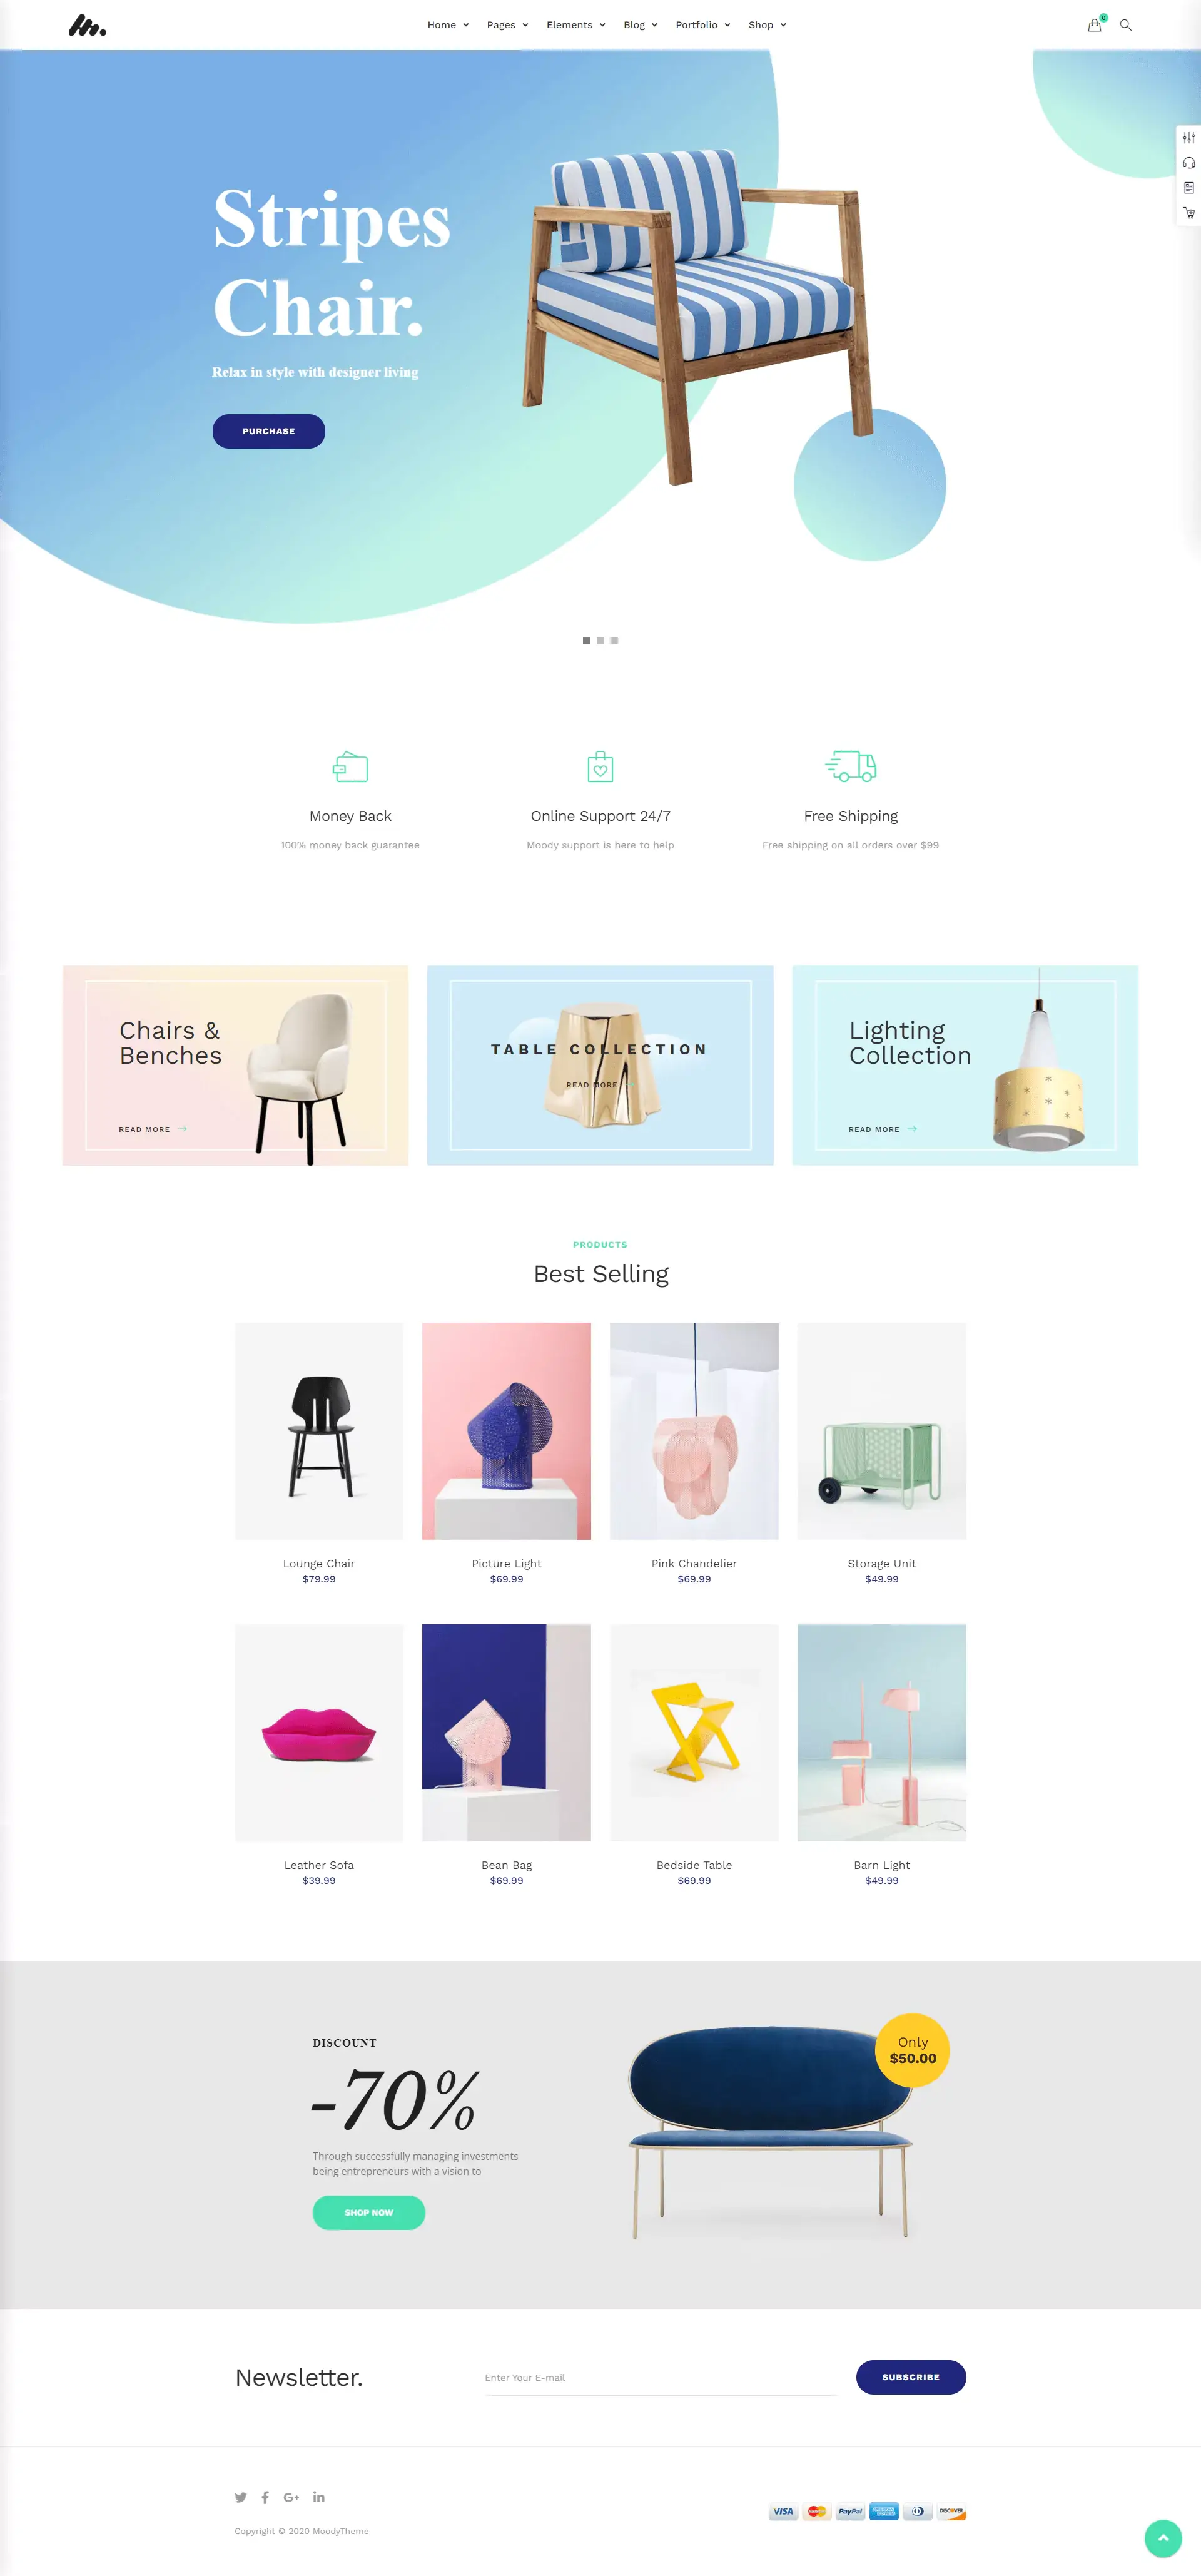 Home Pages Elements Blog Portfolio Shop
0
Stripes
Chair.
Relax in style with designer living
PURCHASE
Money Back
100% money back guarantee
Online Support 24/7
Moody support is here to help
Free Shipping
Free shipping on all orders over $99
Chairs &
Benches
READ MORE
TABLE COLLECTION
READ MORE
Lighting
Collection
READ MORE
PRODUCTS
Best Selling
Lounge Chair
$79.99
Picture Light
$69.99
Pink Chandelier
$69.99
Storage Unit
$49.99
Leather Sofa
$39.99
Bean Bag
$69.99
Bedside Table
$69.99
Barn Light
$49.99
DISCOUNT
-70%
Through successfully managing investments
being entrepreneurs with a vision to
SHOP NOW
Only
$50.00
Newsletter.
Enter Your E-mail
SUBSCRIBE
VISA
PayPal
DISCOVER
Copyright © 2020 MoodyTheme